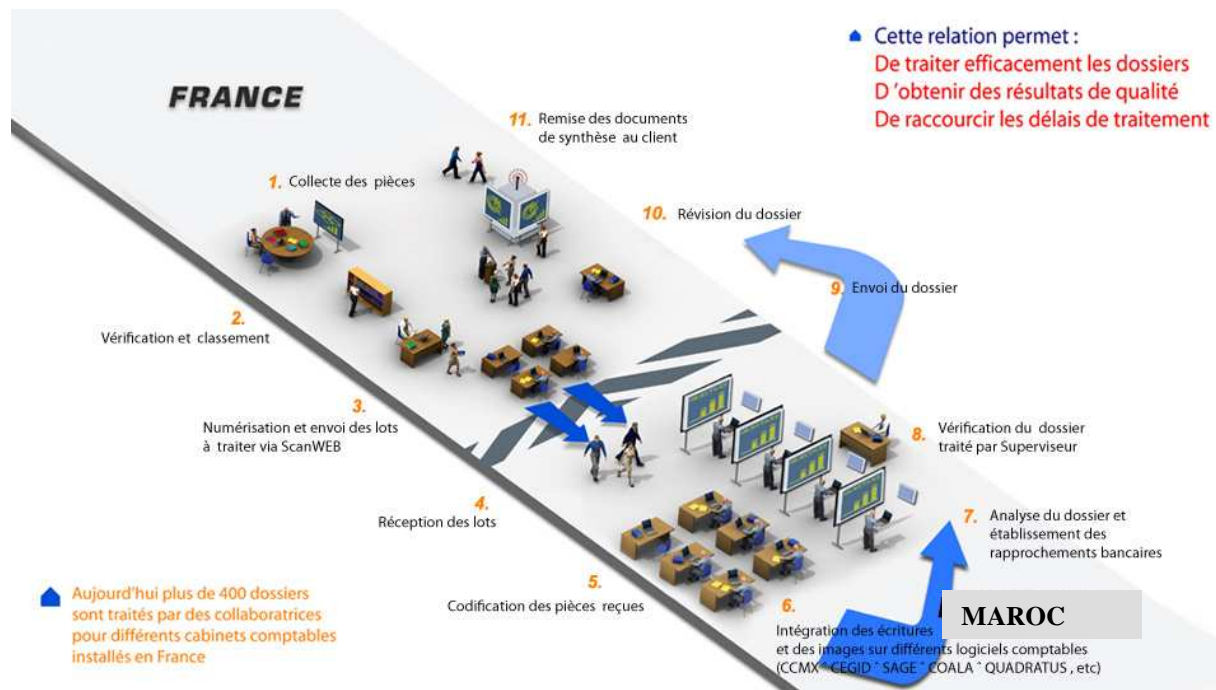 Cette relation permet :
De traiter efficacement les dossiers
D 'obtenir des résultats de qualité
De raccourcir les délais de traitement
FRANCE
11. Remise des documents
de synthèse au client
1. Collecte des pièces
10. Révision du dossier
9. Envoi du dossier
2.
Vérification et classement
3.
Numérisation et envoi des lots
à traiter via ScanWEB
8. Vérification du dossier
traité par Superviseur
4.
Réception des lots
7. Analyse du dossier et
établissement des
rapprochements bancaires
5.
Codification des pièces reçues
6.
Intégration des écritures
et des images sur différents logiciels comptables
(CCMX ˆ CEGID ˆ SAGE ˆ COALA ˆ QUADRATUS , etc)
MAROC
Aujourd'hui plus de 400 dossiers
sont traités par des collaboratrices
pour différents cabinets comptables
installés en France